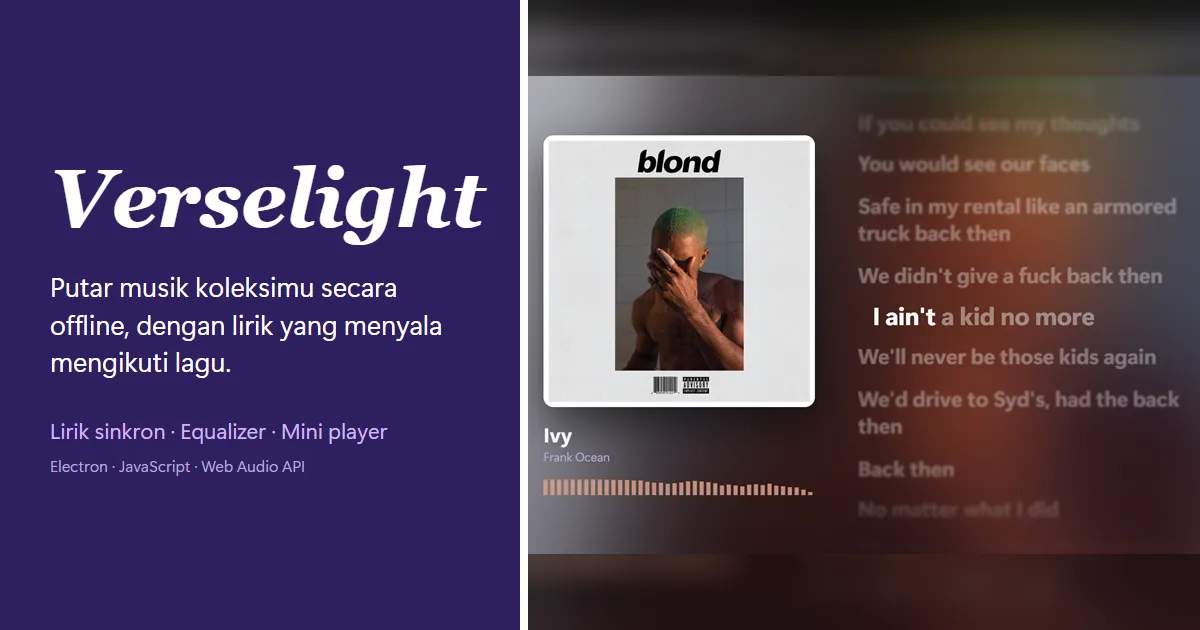 Verselight
Putar musik koleksimu secara
offline, dengan lirik yang menyala
mengikuti lagu.
Lirik sinkron · Equalizer · Mini player
Electron · JavaScript · Web Audio API
blond
PARENTAL
ADVISORY
EXPLICIT CONTENT
Ivy
Frank Ocean
If you could see my thoughts
You would see our faces
Safe in my rental like an armored
truck back then
We didn't give a fuck back then
I ain't a kid no more
We'll never be those kids again
We'd drive to Syd's, had the back
then
Back then
No matter what I did